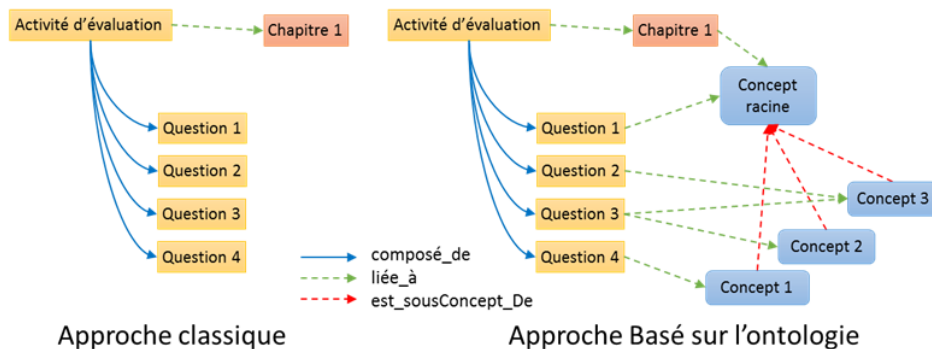 Activité d'évaluation
Chapitre 1
Question 1
Question 2
Question 3
Question 4
Approche classique
Activité d'évaluation
Chapitre 1
Concept
racine
Question 1
Question 2
Question 3
Question 4
Concept 3
Concept 2
Concept 1
composé_de
liée_à
est_sousConcept_De
Approche Basé sur l'ontologie